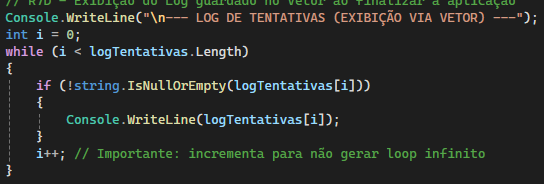 // R7D - Exibição do Log guardado no vetor ao finalizar a aplicação
Console.WriteLine("\n--- LOG DE TENTATIVAS (EXIBIÇÃO VIA VETOR) ---");
int i = 0;
while (i < logTentativas.Length)
{
    if (!string.IsNullOrEmpty(logTentativas[i]))
    {
        Console.WriteLine(logTentativas[i]);
    }
    i++; // Importante: incrementa para não gerar loop infinito
}